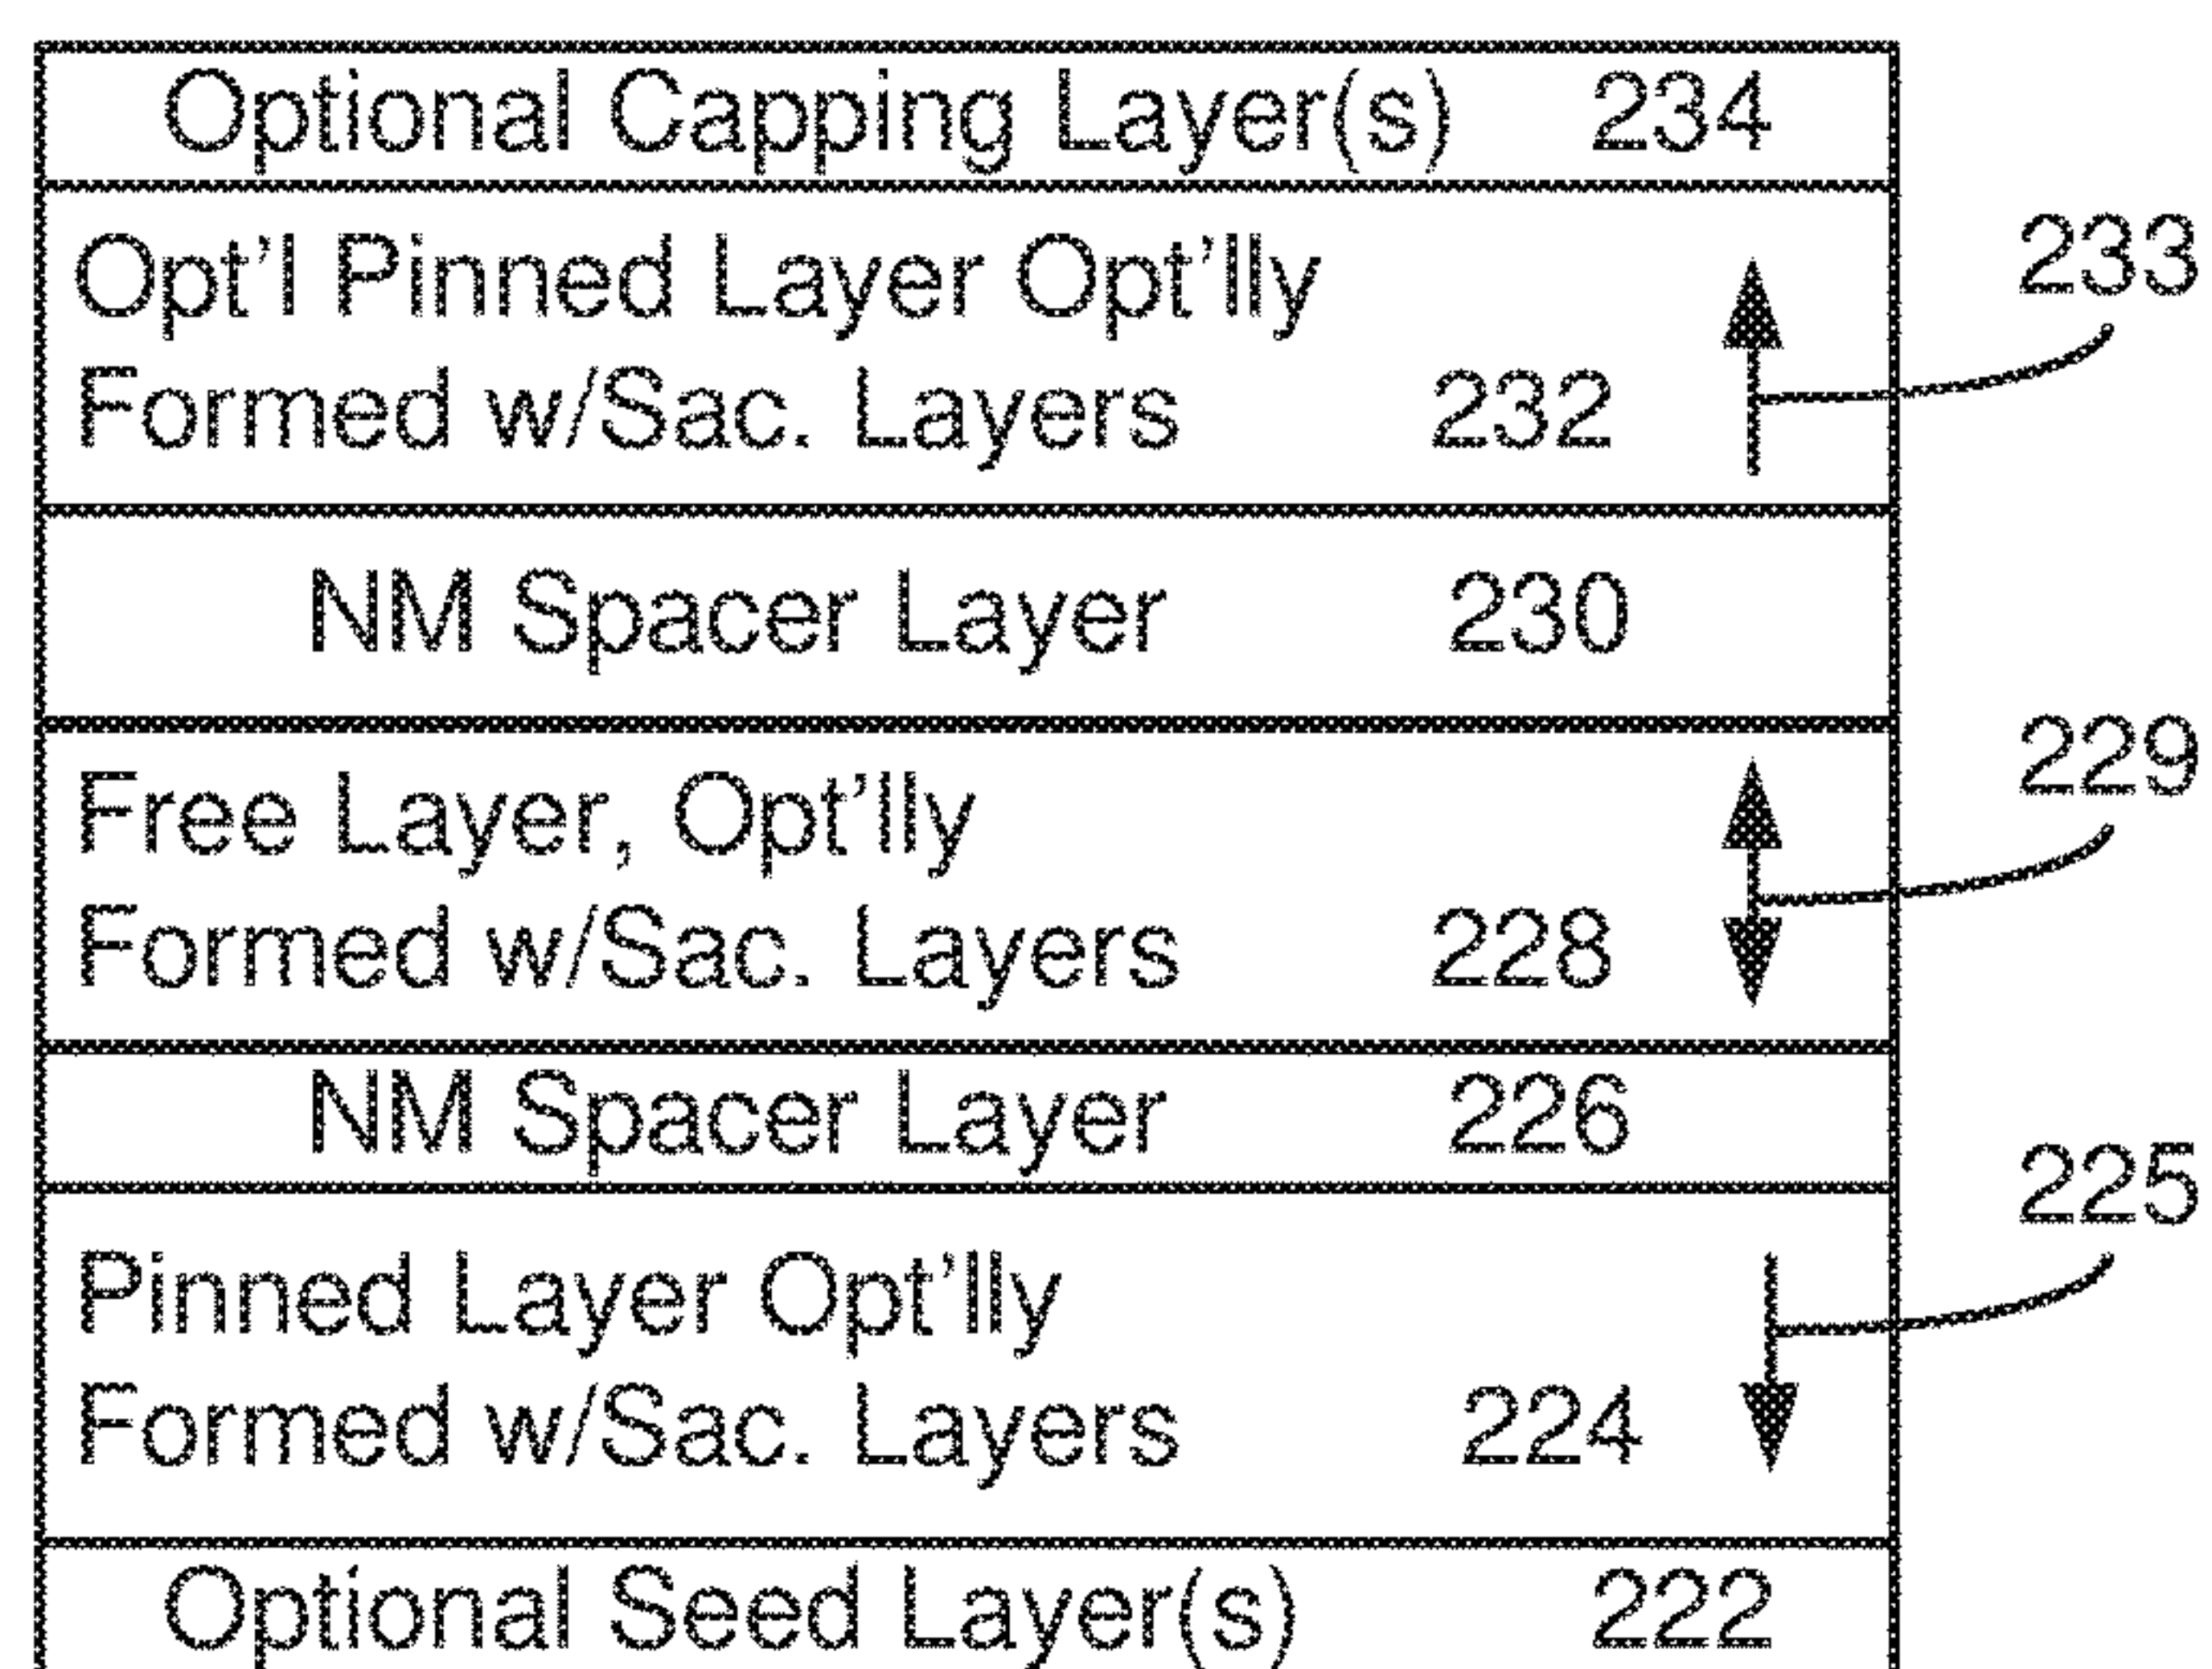 Optional Capping Layer(s) 234
Opt'l Pinned Layer Opt'lly
Formed w/Sac. Layers 232
233
NM Spacer Layer 230
Free Layer, Opt'lly
Formed w/Sac. Layers 228
229
NM Spacer Layer 226
Pinned Layer Opt'lly
Formed w/Sac. Layers 224
225
Optional Seed Layer(s) 222